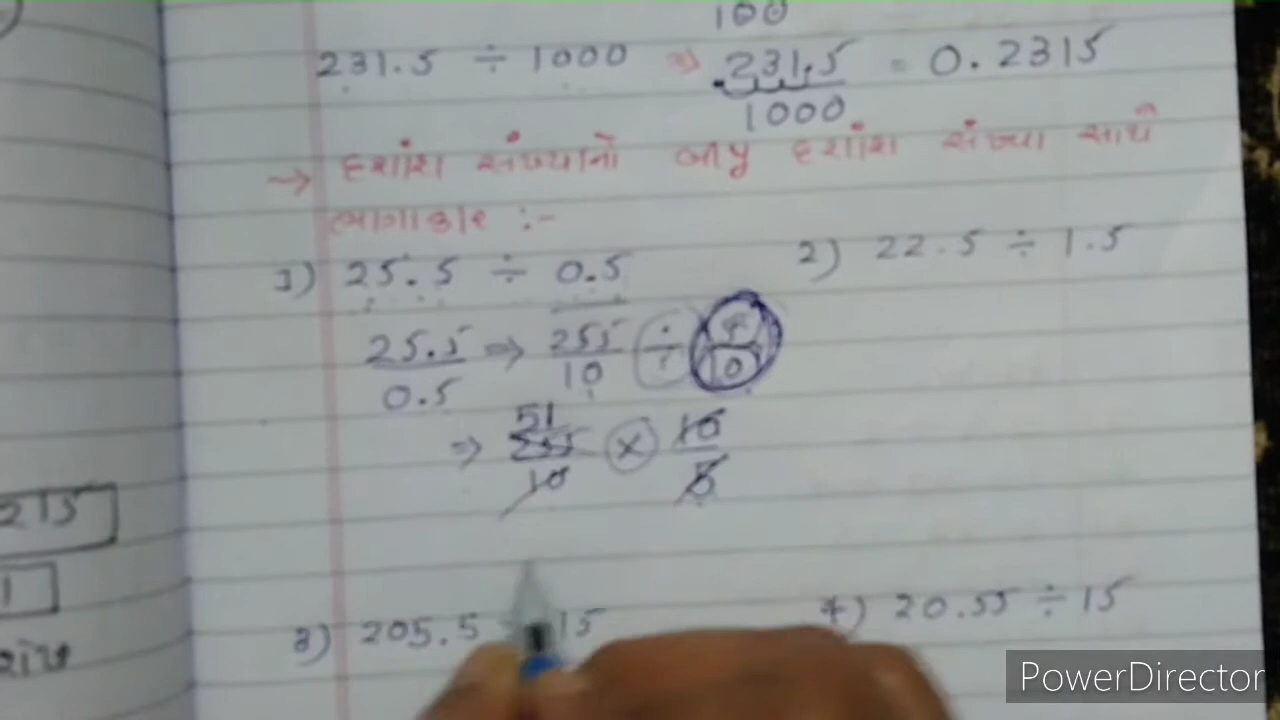 100
231.5 ÷ 1000 ⇒ 231.5 = 0.2315
1000
→ દશાંશ સંખ્યાનો બીજી દશાંશ સંખ્યા સાથે
ભાગાકાર :-
1) 25.5 ÷ 0.5
2) 22.5 ÷ 1.5
25.5 ⇒ 255 ÷
0.5 10 10
51
⇒ 255 × 10
10 5
3) 205.5 15
4) 20.55 ÷ 15
215
1
PowerDirector